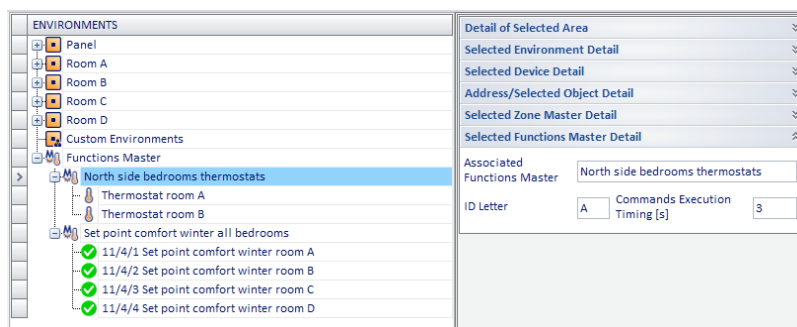 ENVIRONMENTS
Panel
Room A
Room B
Room C
Room D
Custom Environments
Functions Master
North side bedrooms thermostats
Thermostat room A
Thermostat room B
Set point comfort winter all bedrooms
11/4/1 Set point comfort winter room A
11/4/2 Set point comfort winter room B
11/4/3 Set point comfort winter room C
11/4/4 Set point comfort winter room D
Detail of Selected Area
Selected Environment Detail
Selected Device Detail
Address/Selected Object Detail
Selected Zone Master Detail
Selected Functions Master Detail
Associated
Functions Master
North side bedrooms thermostats
ID Letter
A
Commands Execution
Timing [s]
3